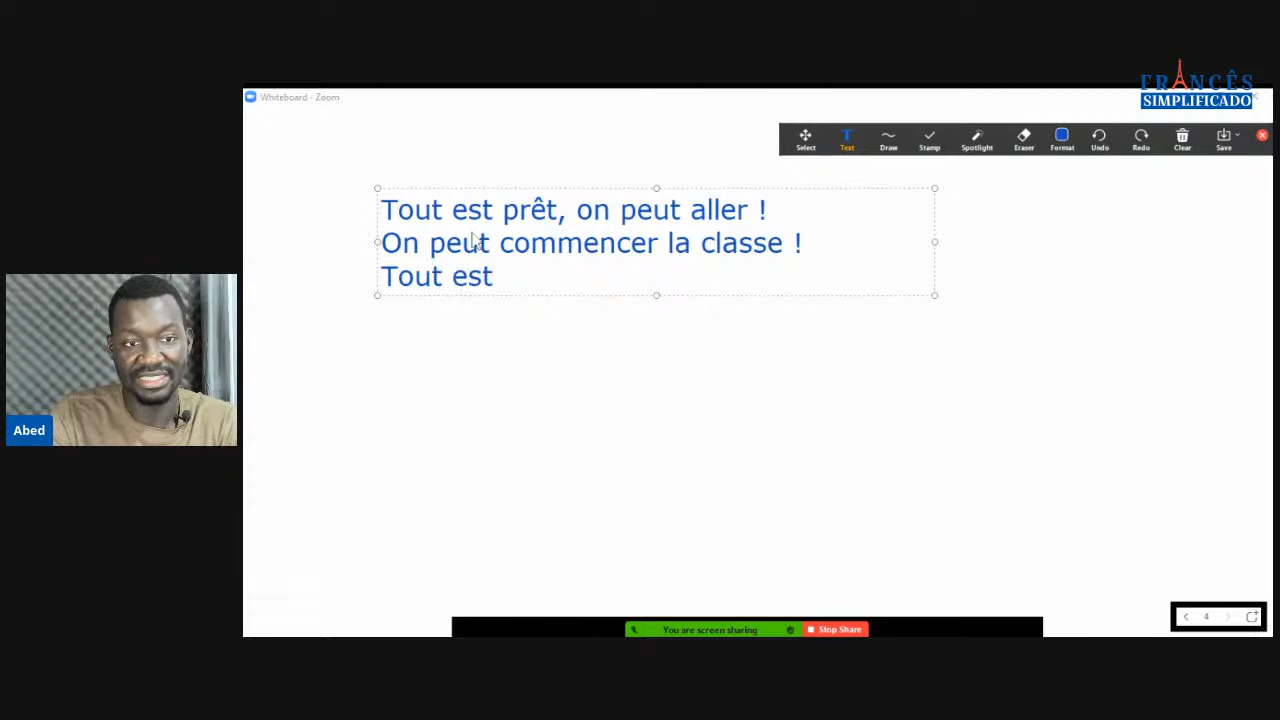 FRANCÊS
SIMPLIFICADO
Whiteboard - Zoom
Select Text Draw Stamp Spotlight Eraser Format Undo Redo Clear Save
Tout est prêt, on peut aller !
On peut commencer la classe !
Tout est
Abed
4
You are screen sharing Stop Share